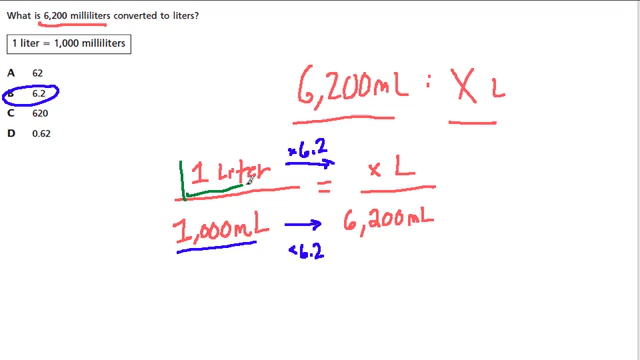 What is 6,200 milliliters converted to liters?
1 liter = 1,000 milliliters
A 62
B 6.2
C 620
D 0.62
6,200mL : X L
1 Liter ×6.2 = x L
1,000mL ×6.2 6,200mL